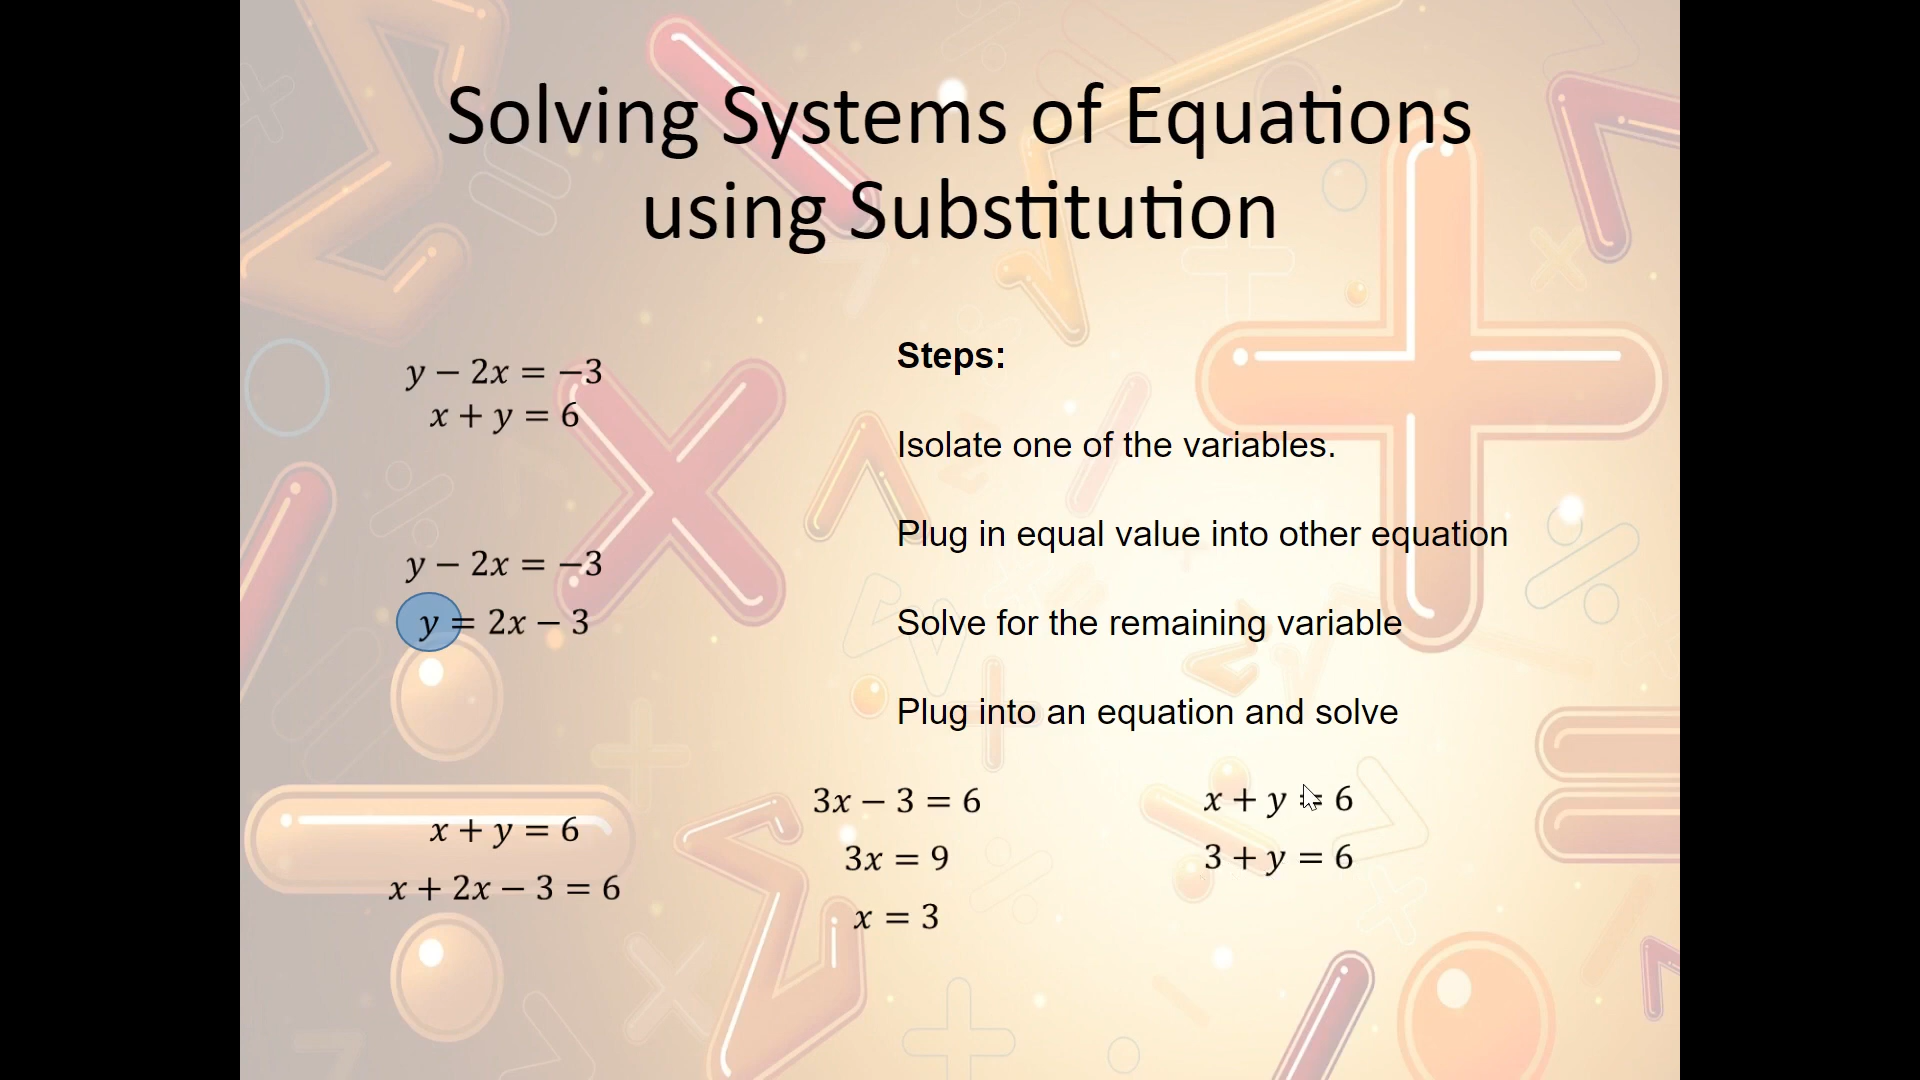 Solving Systems of Equations
using Substitution
y − 2x = −3
x + y = 6
y − 2x = −3
y = 2x − 3
x + y = 6
x + 2x − 3 = 6
Steps:
Isolate one of the variables.
Plug in equal value into other equation
Solve for the remaining variable
Plug into an equation and solve
3x − 3 = 6
3x = 9
x = 3
x + y = 6
3 + y = 6